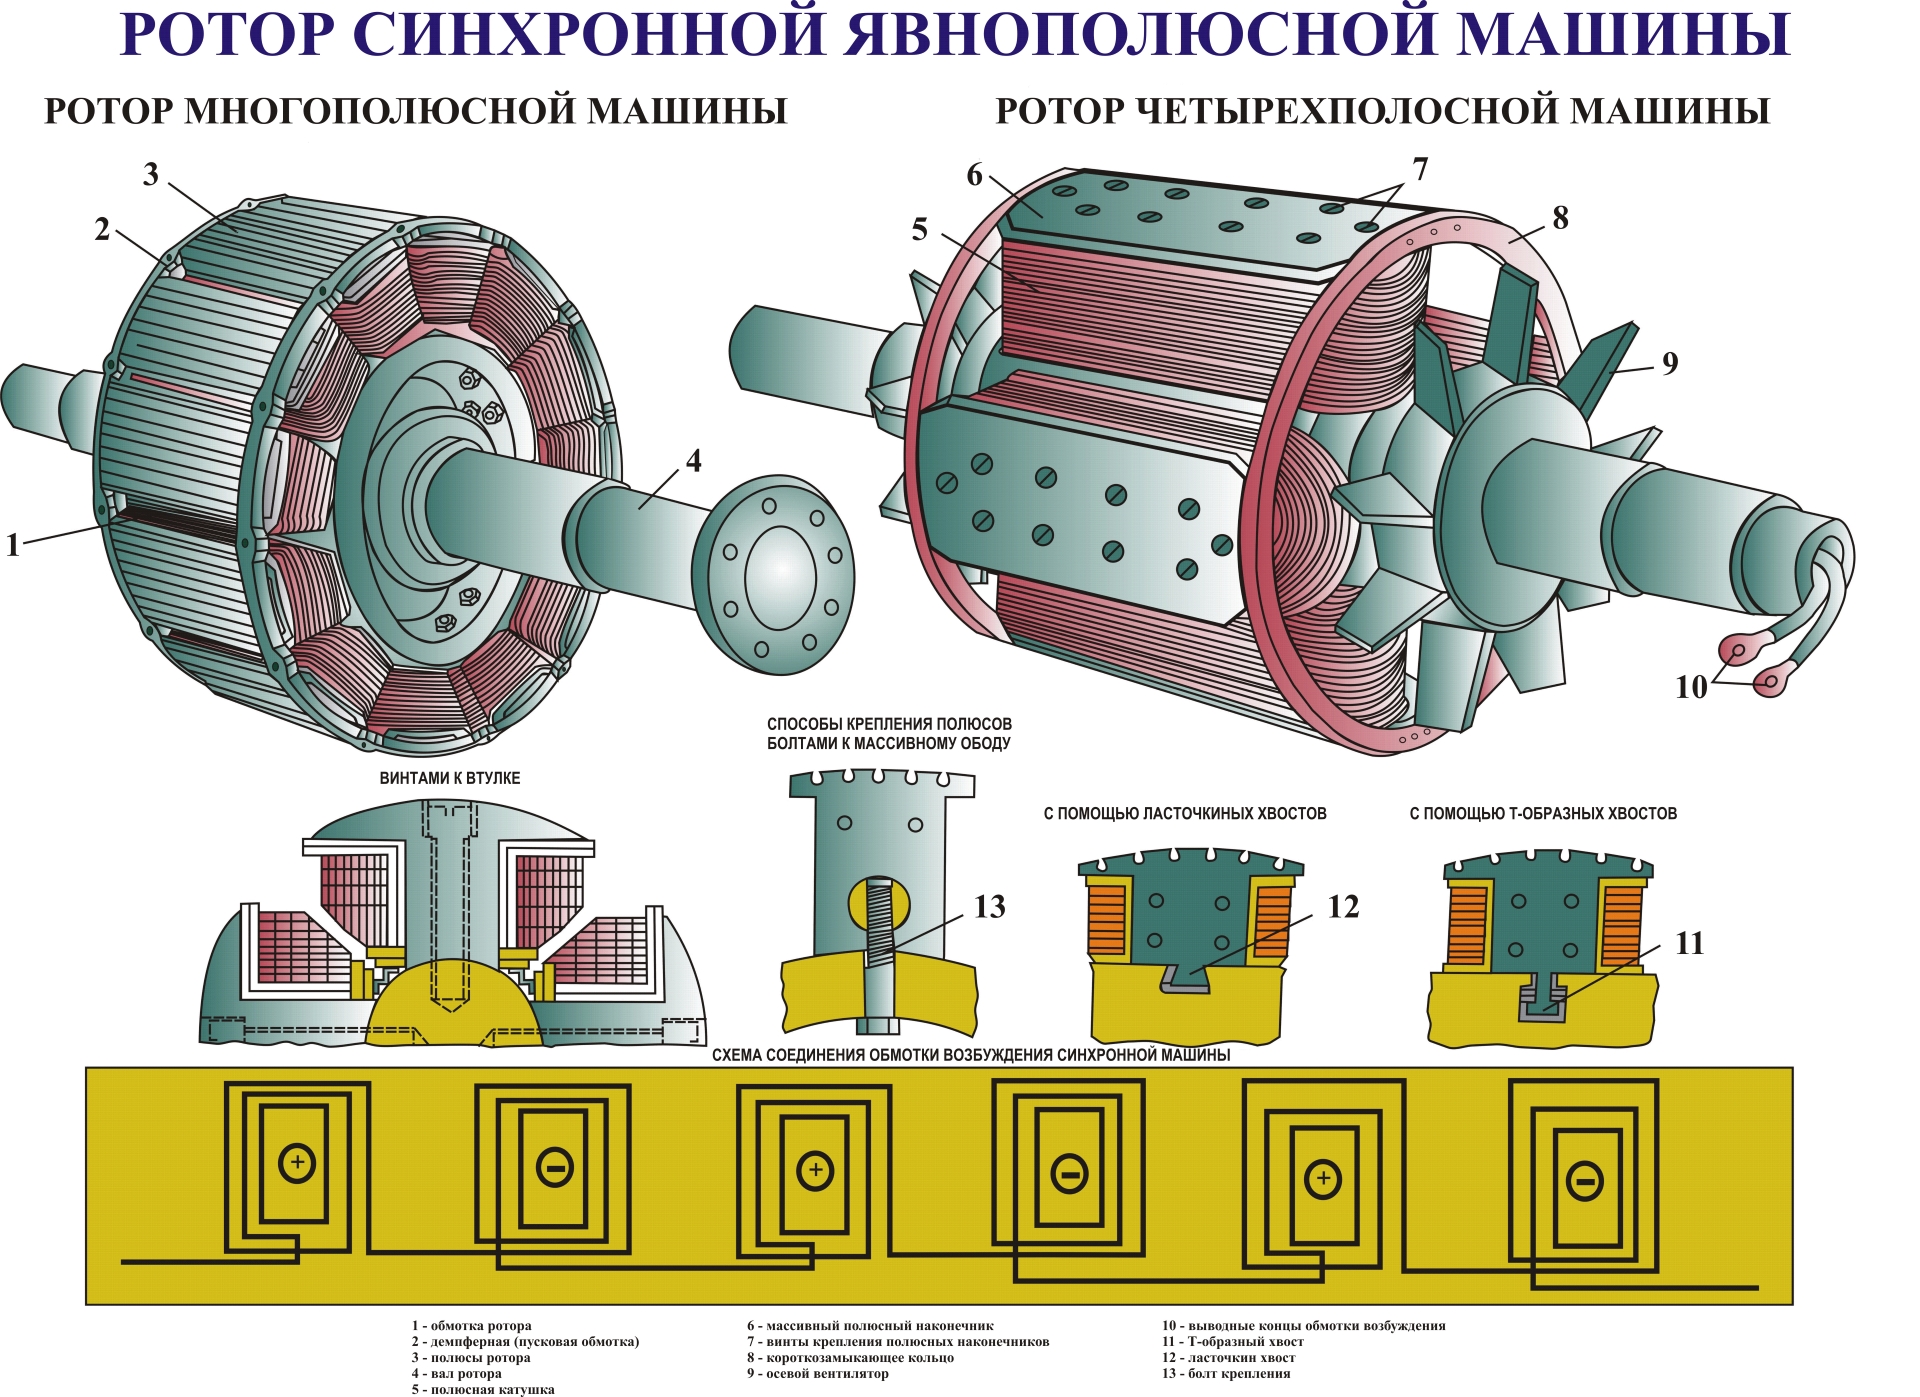 РОТОР СИНХРОННОЙ ЯВНОПОЛЮСНОЙ МАШИНЫ
РОТОР МНОГОПОЛЮСНОЙ МАШИНЫ
РОТОР ЧЕТЫРЕХПОЛОСНОЙ МАШИНЫ
3
2
1
4
6
5
7
8
9
10
СПОСОБЫ КРЕПЛЕНИЯ ПОЛЮСОВ
БОЛТАМИ К МАССИВНОМУ ОБОДУ
ВИНТАМИ К ВТУЛКЕ
С ПОМОЩЬЮ ЛАСТОЧКИНЫХ ХВОСТОВ
С ПОМОЩЬЮ Т-ОБРАЗНЫХ ХВОСТОВ
13
12
11
СХЕМА СОЕДИНЕНИЯ ОБМОТКИ ВОЗБУЖДЕНИЯ СИНХРОННОЙ МАШИНЫ
+
−
+
−
+
−
1 - обмотка ротора
2 - демпферная (пусковая обмотка)
3 - полюсы ротора
4 - вал ротора
5 - полюсная катушка
6 - массивный полюсный наконечник
7 - винты крепления полюсных наконечников
8 - короткозамыкающее кольцо
9 - осевой вентилятор
10 - выводные концы обмотки возбуждения
11 - Т-образный хвост
12 - ласточкин хвост
13 - болт крепления